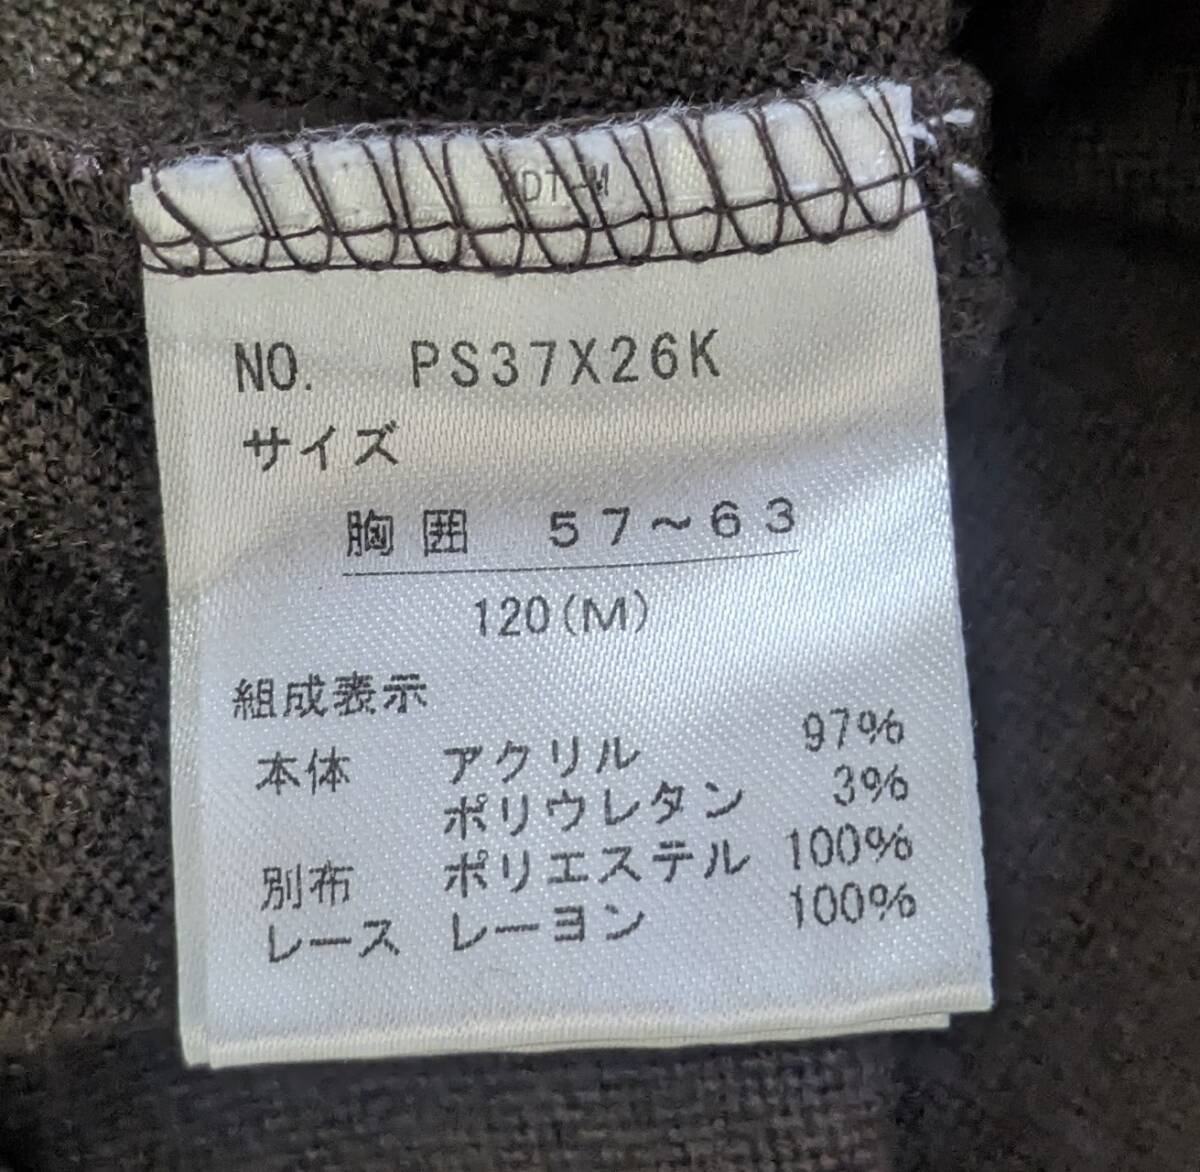 NO. PS37X26K
サイズ
胸囲 57～63
120(M)
組成表示
本体 アクリル 97%
ポリウレタン 3%
別布 ポリエステル 100%
レース レーヨン 100%